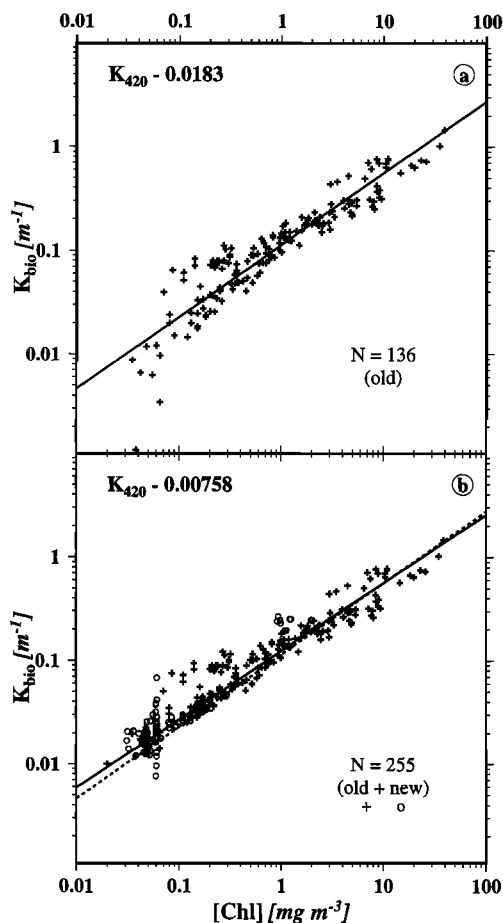 0.01 0.1 1 10 100
K420 - 0.0183
a
1
0.1
0.01
Kbio [m-1]
N = 136
(old)
K420 - 0.00758
b
1
0.1
0.01
Kbio [m-1]
N = 255
(old + new)
+ o
0.01 0.1 1 10 100
[Chl] [mg m-3]